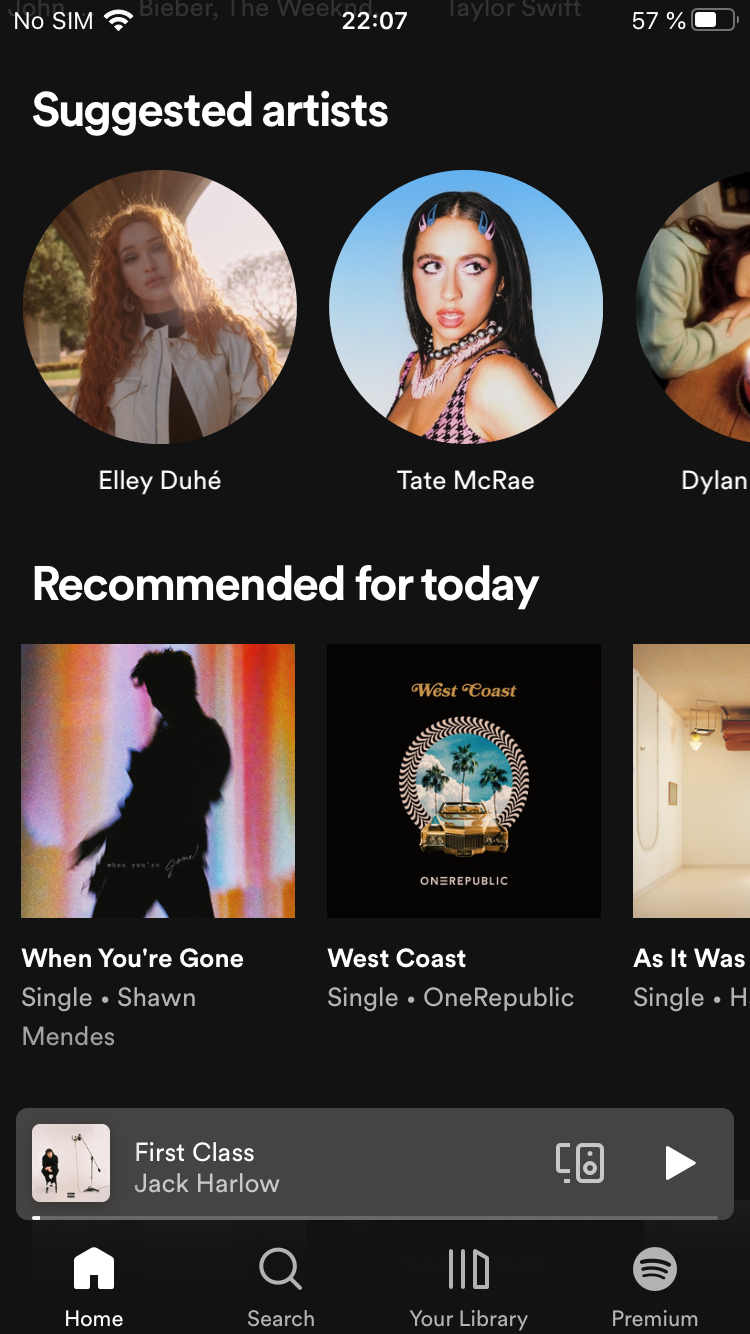 John Bieber, The Weeknd Taylor Swift
No SIM 22:07 57 %
Suggested artists
Elley Duhé Tate McRae Dylan
Recommended for today
West Coast
when you're gone
ONEREPUBLIC
When You're Gone West Coast As It Was
Single • Shawn Single • OneRepublic Single • H
Mendes
First Class
Jack Harlow
Home Search Your Library Premium